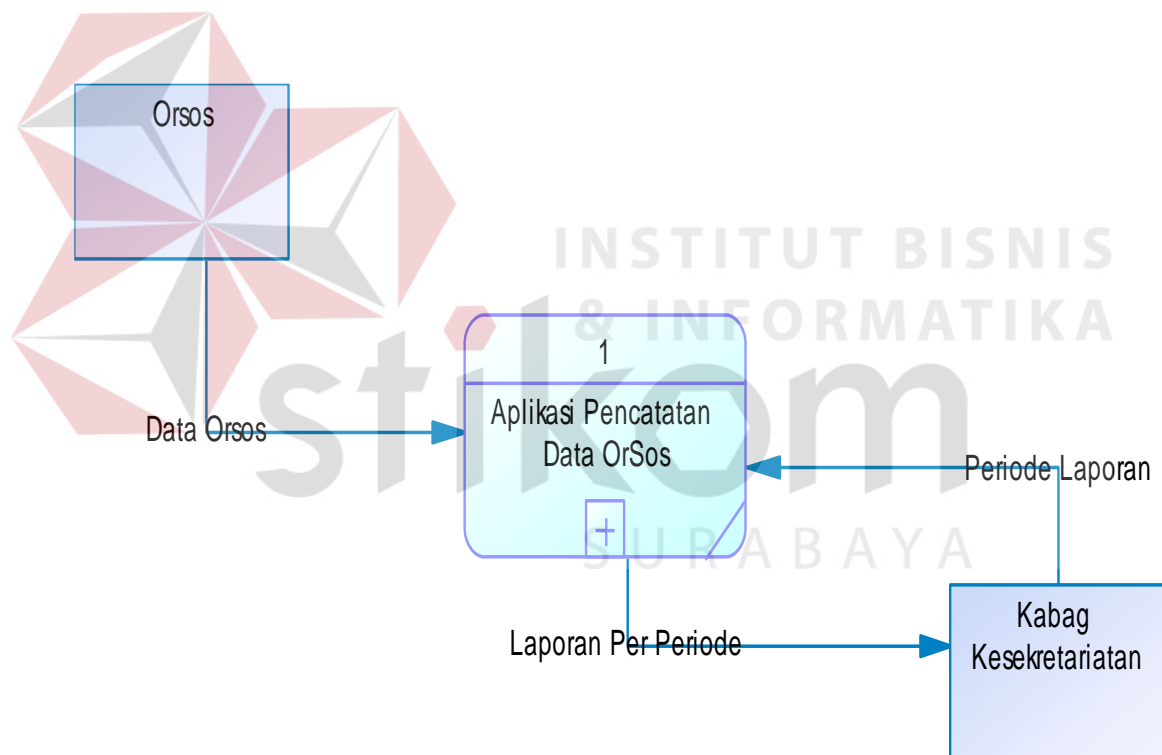 Orsos
INSTITUT BISNIS
& INFORMATIKA
stikom
SURABAYA
1
Aplikasi Pencatatan
Data OrSos
Data Orsos
Periode Laporan
Laporan Per Periode
Kabag
Kesekretariatan